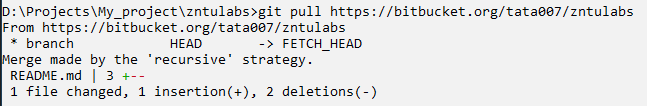 D:\Projects\My_project\zntulabs>git pull https://bitbucket.org/tata007/zntulabs
From https://bitbucket.org/tata007/zntulabs
 * branch            HEAD       -> FETCH_HEAD
Merge made by the 'recursive' strategy.
 README.md | 3 +--
 1 file changed, 1 insertion(+), 2 deletions(-)